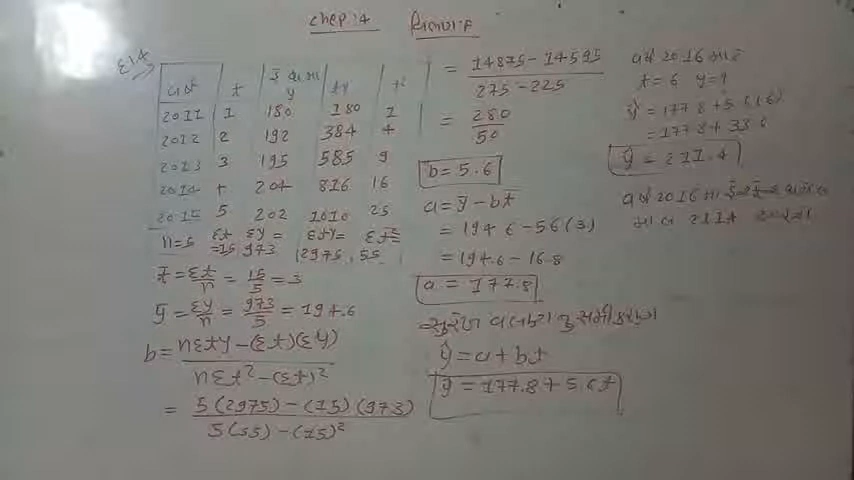 chep:4 વિભાગ:F
વર્ષ t y ty t²
2011 1 180 180 1
2012 2 192 384 4
2013 3 195 585 9
2014 4 204 816 16
2015 5 202 1010 25
n=5 Σt =15 Σy = 973 Σty= 2975 Σt²= 55
t̄ = Σt/n = 15/5 = 3
ȳ = Σy/n = 973/5 = 194.6
b = nΣty-(Σt)(Σy) / nΣt²-(Σt)²
= 5(2975)-(15)(973) / 5(55)-(15)²
= 14875-14595 / 275-225
= 280/50
b = 5.6
a = ȳ - bt̄
= 194.6 - 5.6(3)
= 194.6 - 16.8
a = 177.8
સુરેખ વલણનુ સમીકરણ
ŷ = a + bt
ŷ = 177.8 + 5.6t
વર્ષ 2016 માટે
t=6 y=?
ŷ = 177.8 + 5.6(6)
= 177.8 + 33.6
ŷ = 211.4
વર્ષ 2016 મા